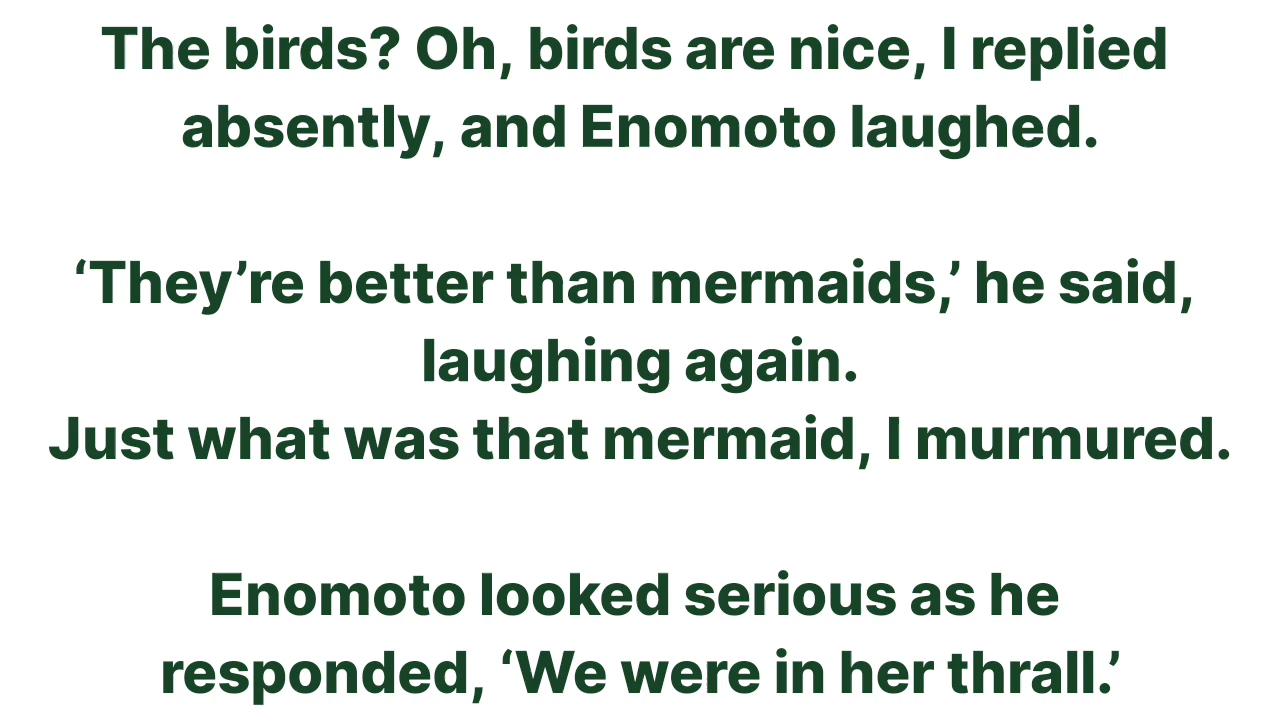 The birds? Oh, birds are nice, I replied
absently, and Enomoto laughed.
‘They’re better than mermaids,’ he said,
laughing again.
Just what was that mermaid, I murmured.
Enomoto looked serious as he
responded, ‘We were in her thrall.’